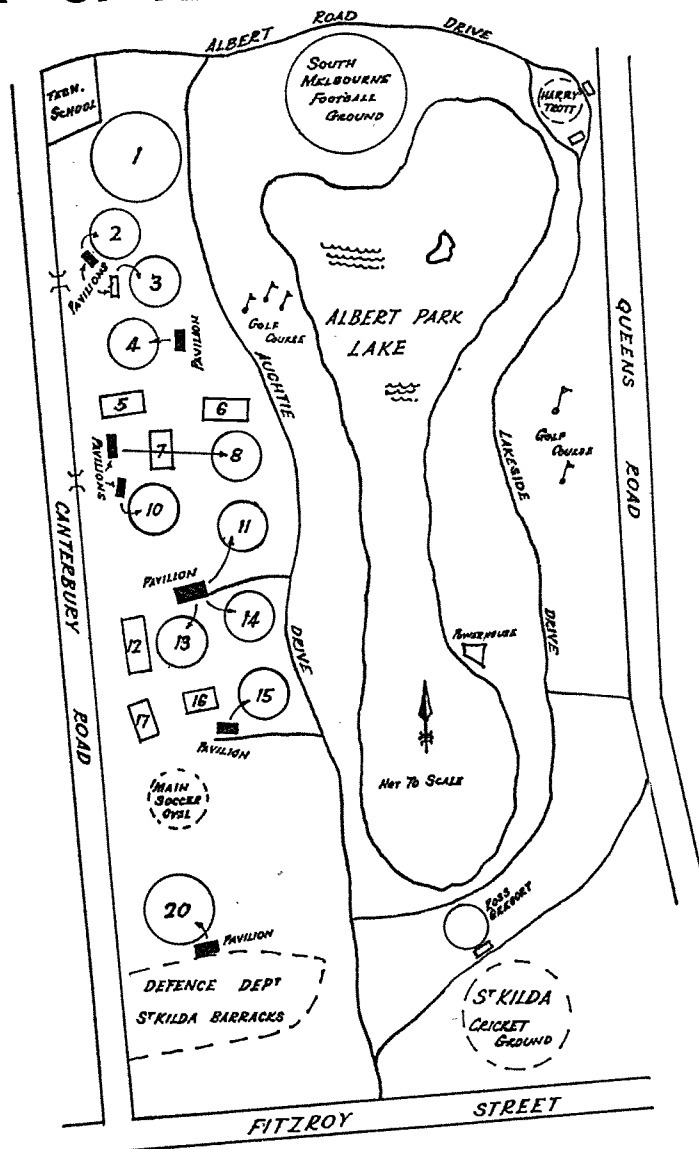 ALBERT ROAD DRIVE
TECH.
SCHOOL
SOUTH
MELBOURNE
FOOTBALL
GROUND
HARRY
TROTT
1
2
3
PAVILIONS
4
PAVILION
GOLF
COURSE
ALBERT PARK
LAKE
AUGHTIE
DRIVE
QUEENS
ROAD
GOLF
COURSE
LAKESIDE
DRIVE
5
6
7
8
PAVILIONS
10
11
CANTERBURY
ROAD
PAVILION
12
13
14
POWERHOUSE
15
16
17
PAVILION
NOT TO SCALE
MAIN
SOCCER
OVAL
20
PAVILION
ROSS
GREGORY
DEFENCE DEPT
ST KILDA BARRACKS
ST KILDA
CRICKET
GROUND
FITZROY STREET